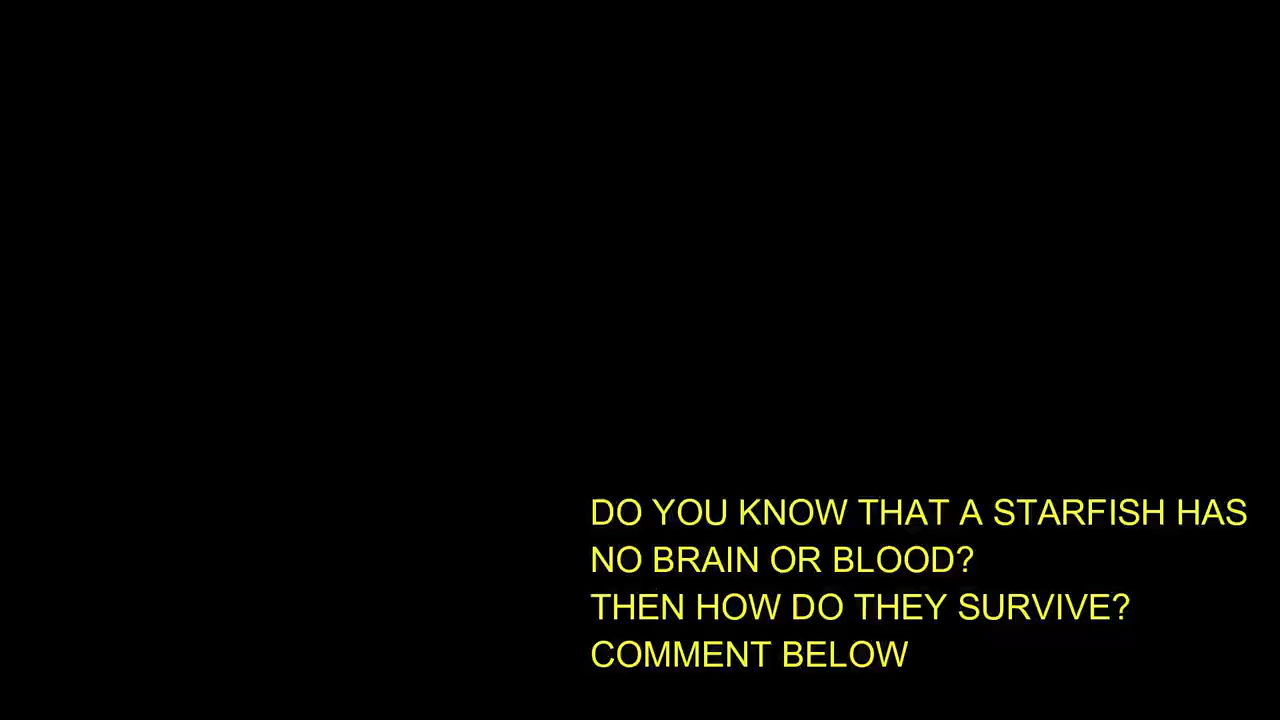 DO YOU KNOW THAT A STARFISH HAS
NO BRAIN OR BLOOD?
THEN HOW DO THEY SURVIVE?
COMMENT BELOW